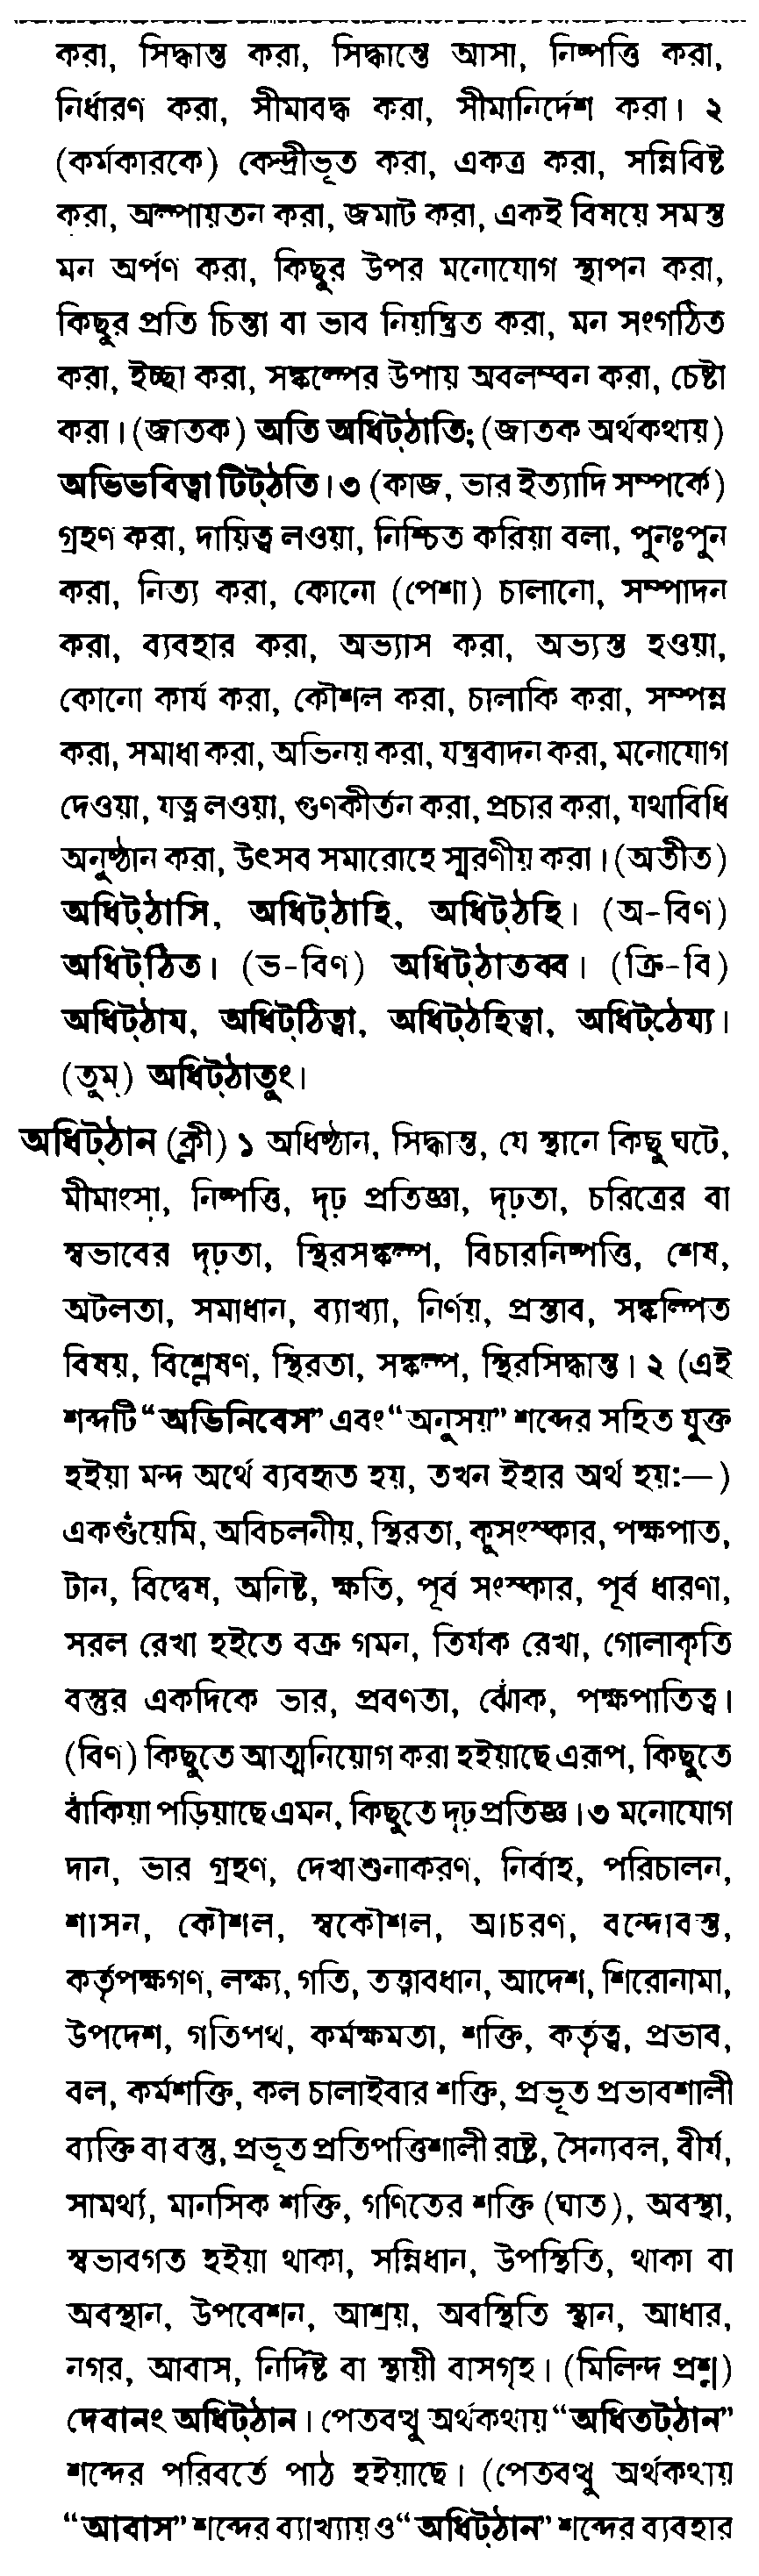 করা, সিদ্ধান্ত করা, সিদ্ধান্তে আসা, নিষ্পত্তি করা,
নির্ধারণ করা, সীমাবদ্ধ করা, সীমানির্দেশ করা। ২
(কর্মকারকে) কেন্দ্রীভূত করা, একত্র করা, সন্নিবিষ্ট
করা, অল্পায়তন করা, জমাট করা, একই বিষয়ে সমস্ত
মন অর্পণ করা, কিছুর উপর মনোযোগ স্থাপন করা,
কিছুর প্রতি চিন্তা বা ভাব নিয়ন্ত্রিত করা, মন সংগঠিত
করা, ইচ্ছা করা, সঙ্কল্পের উপায় অবলম্বন করা, চেষ্টা
করা। (জাতক) অতি অধিট্‌ঠাতি; (জাতক অর্থকথায়)
অভিভবিত্বা টিট্‌ঠতি। ৩ (কাজ, ভার ইত্যাদি সম্পর্কে)
গ্রহণ করা, দায়িত্ব লওয়া, নিশ্চিত করিয়া বলা, পুনঃপুন
করা, নিত্য করা, কোনো (পেশা) চালানো, সম্পাদন
করা, ব্যবহার করা, অভ্যাস করা, অভ্যস্ত হওয়া,
কোনো কার্য করা, কৌশল করা, চালাকি করা, সম্পন্ন
করা, সমাধা করা, অভিনয় করা, যন্ত্রবাদন করা, মনোযোগ
দেওয়া, যত্ন লওয়া, গুণকীর্তন করা, প্রচার করা, যথাবিধি
অনুষ্ঠান করা, উৎসব সমারোহে স্মরণীয় করা। (অতীত)
অধিট্‌ঠাসি, অধিট্‌ঠাহি, অধিট্‌ঠহি। (অ-বিণ)
অধিট্‌ঠিত। (ভ-বিণ) অধিট্‌ঠাতব্ব। (ক্রি-বি)
অধিট্‌ঠায, অধিট্‌ঠিত্বা, অধিট্‌ঠহিত্বা, অধিট্‌ঠেয্য।
(তুম্) অধিট্‌ঠাতুং।
অধিট্‌ঠান (ক্লী) ১ অধিষ্ঠান, সিদ্ধান্ত, যে স্থানে কিছু ঘটে,
মীমাংসা, নিষ্পত্তি, দৃঢ় প্রতিজ্ঞা, দৃঢ়তা, চরিত্রের বা
স্বভাবের দৃঢ়তা, স্থিরসঙ্কল্প, বিচারনিষ্পত্তি, শেষ,
অটলতা, সমাধান, ব্যাখ্যা, নির্ণয়, প্রস্তাব, সঙ্কল্পিত
বিষয়, বিশ্লেষণ, স্থিরতা, সঙ্কল্প, স্থিরসিদ্ধান্ত। ২ (এই
শব্দটি “অভিনিবেস” এবং “অনুসয়” শব্দের সহিত যুক্ত
হইয়া মন্দ অর্থে ব্যবহৃত হয়, তখন ইহার অর্থ হয়:—)
একগুঁয়েমি, অবিচলনীয়, স্থিরতা, কুসংস্কার, পক্ষপাত,
টান, বিদ্বেষ, অনিষ্ট, ক্ষতি, পূর্ব সংস্কার, পূর্ব ধারণা,
সরল রেখা হইতে বক্র গমন, তির্যক রেখা, গোলাকৃতি
বস্তুর একদিকে ভার, প্রবণতা, ঝোঁক, পক্ষপাতিত্ব।
(বিণ) কিছুতে আত্মনিয়োগ করা হইয়াছে এরূপ, কিছুতে
বাঁকিয়া পড়িয়াছে এমন, কিছুতে দৃঢ় প্রতিজ্ঞ। ৩ মনোযোগ
দান, ভার গ্রহণ, দেখাশুনাকরণ, নির্বাহ, পরিচালন,
শাসন, কৌশল, স্বকৌশল, আচরণ, বন্দোবস্ত,
কর্তৃপক্ষগণ, লক্ষ্য, গতি, তত্ত্বাবধান, আদেশ, শিরোনামা,
উপদেশ, গতিপথ, কর্মক্ষমতা, শক্তি, কর্তৃত্ব, প্রভাব,
বল, কর্মশক্তি, কল চালাইবার শক্তি, প্রভূত প্রভাবশালী
ব্যক্তি বা বস্তু, প্রভূত প্রতিপত্তিশালী রাষ্ট্র, সৈন্যবল, বীর্য,
সামর্থ্য, মানসিক শক্তি, গণিতের শক্তি (ঘাত), অবস্থা,
স্বভাবগত হইয়া থাকা, সন্নিধান, উপস্থিতি, থাকা বা
অবস্থান, উপবেশন, আশ্রয়, অবস্থিতি স্থান, আধার,
নগর, আবাস, নির্দিষ্ট বা স্থায়ী বাসগৃহ। (মিলিন্দ প্রশ্ন)
দেবানং অধিট্‌ঠান। পেতবত্থু অর্থকথায় “অধিতট্‌ঠান”
শব্দের পরিবর্তে পাঠ হইয়াছে। (পেতবত্থু অর্থকথায়
“আবাস” শব্দের ব্যাখ্যায় ও “অধিট্‌ঠান” শব্দের ব্যবহার